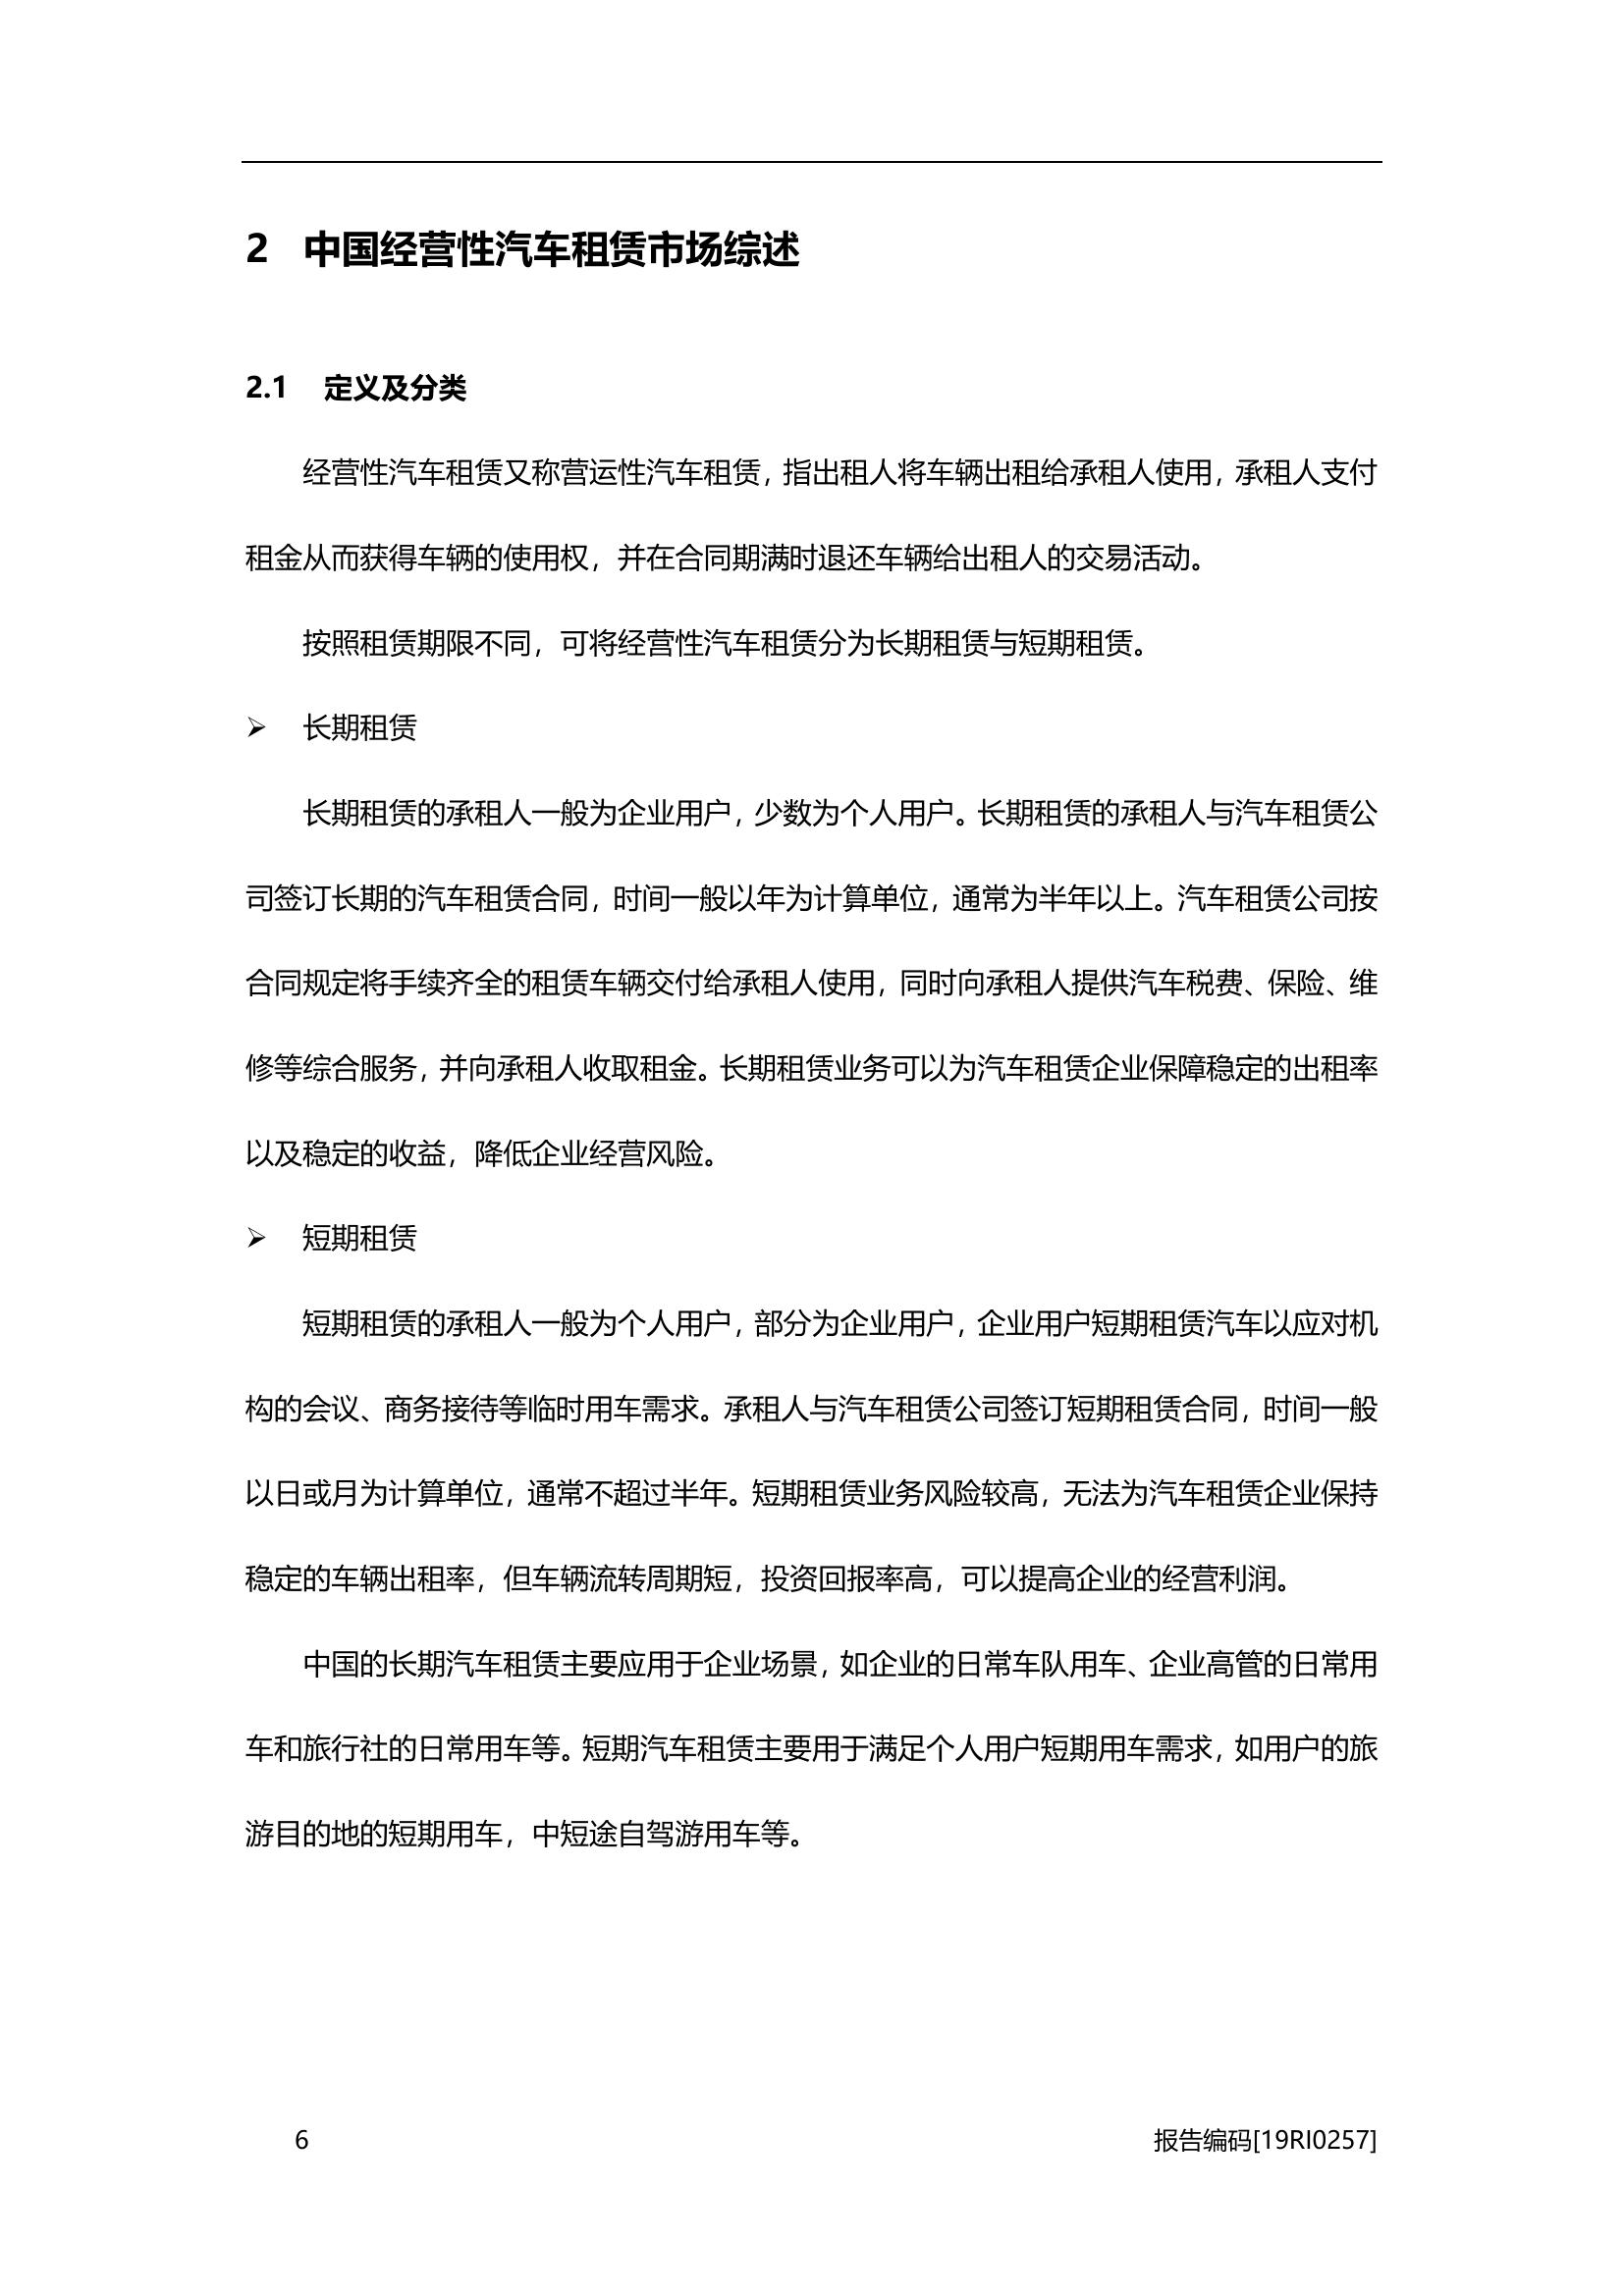 2 中国经营性汽车租赁市场综述
2.1 定义及分类
经营性汽车租赁又称营运性汽车租赁，指出租人将车辆出租给承租人使用，承租人支付
租金从而获得车辆的使用权，并在合同期满时退还车辆给出租人的交易活动。
按照租赁期限不同，可将经营性汽车租赁分为长期租赁与短期租赁。
➢ 长期租赁
长期租赁的承租人一般为企业用户，少数为个人用户。长期租赁的承租人与汽车租赁公
司签订长期的汽车租赁合同，时间一般以年为计算单位，通常为半年以上。汽车租赁公司按
合同规定将手续齐全的租赁车辆交付给承租人使用，同时向承租人提供汽车税费、保险、维
修等综合服务，并向承租人收取租金。长期租赁业务可以为汽车租赁企业保障稳定的出租率
以及稳定的收益，降低企业经营风险。
➢ 短期租赁
短期租赁的承租人一般为个人用户，部分为企业用户，企业用户短期租赁汽车以应对机
构的会议、商务接待等临时用车需求。承租人与汽车租赁公司签订短期租赁合同，时间一般
以日或月为计算单位，通常不超过半年。短期租赁业务风险较高，无法为汽车租赁企业保持
稳定的车辆出租率，但车辆流转周期短，投资回报率高，可以提高企业的经营利润。
中国的长期汽车租赁主要应用于企业场景，如企业的日常车队用车、企业高管的日常用
车和旅行社的日常用车等。短期汽车租赁主要用于满足个人用户短期用车需求，如用户的旅
游目的地的短期用车，中短途自驾游用车等。
6 报告编码[19RI0257]